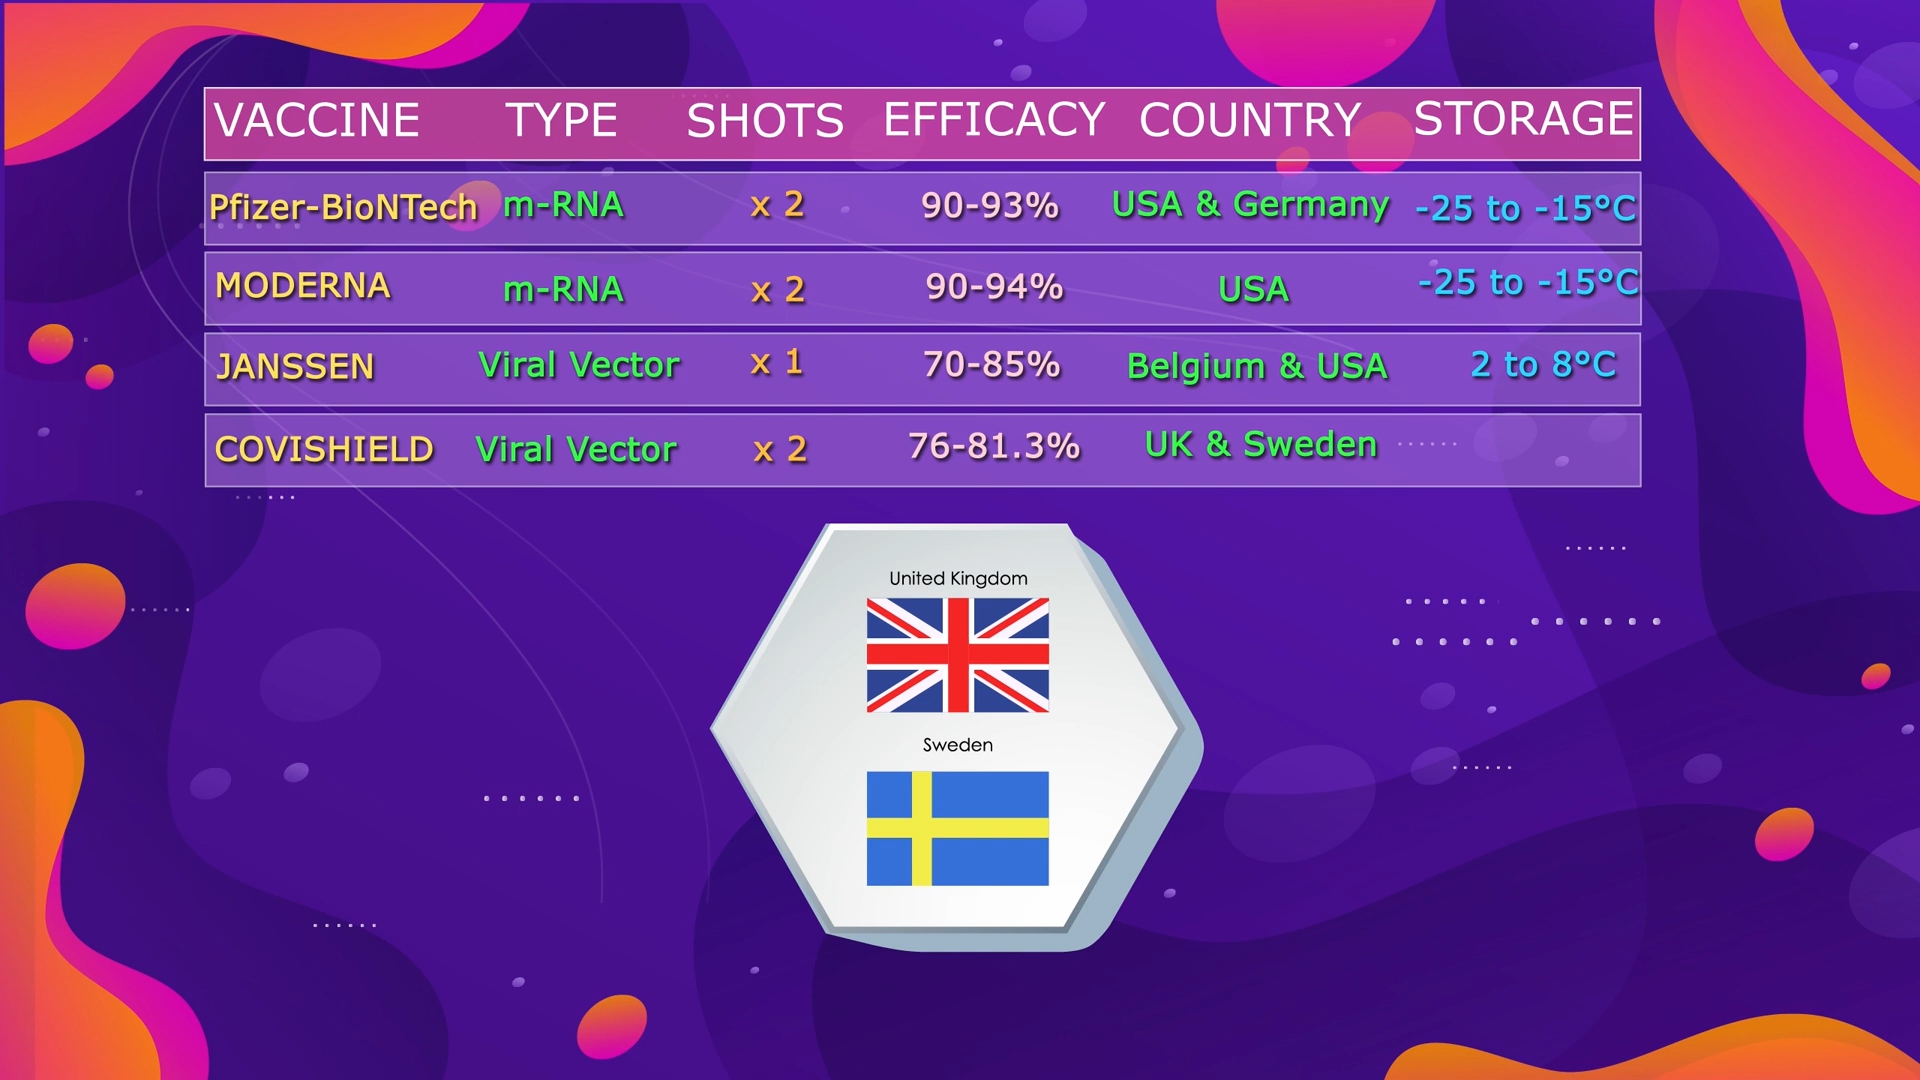 VACCINE TYPE SHOTS EFFICACY COUNTRY STORAGE
Pfizer-BioNTech m-RNA x 2 90-93% USA & Germany -25 to -15°C
MODERNA m-RNA x 2 90-94% USA -25 to -15°C
JANSSEN Viral Vector x 1 70-85% Belgium & USA 2 to 8°C
COVISHIELD Viral Vector x 2 76-81.3% UK & Sweden
United Kingdom
Sweden